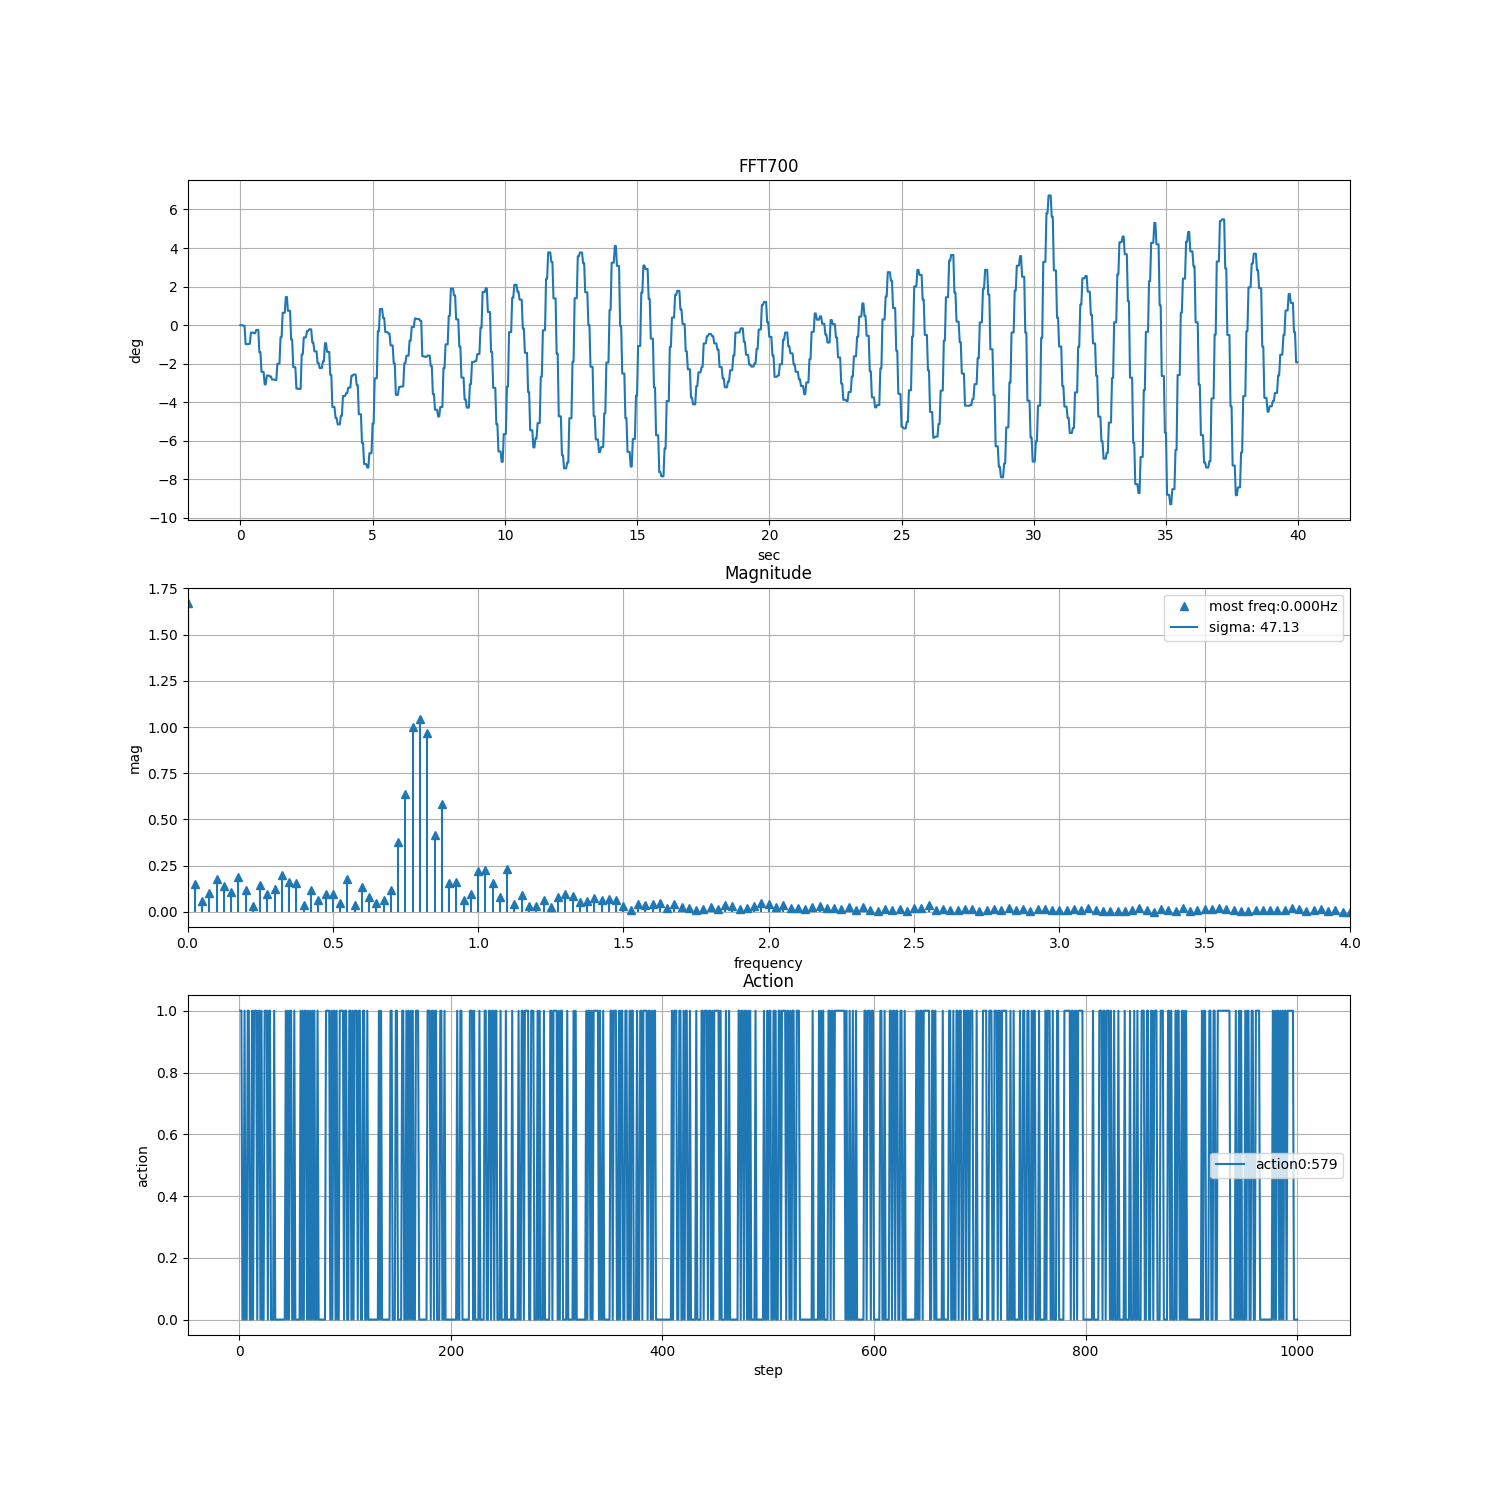 FFT700
6
4
2
0
−2
−4
−6
−8
−10
deg
0 5 10 15 20 25 30 35 40
sec
Magnitude
1.75
1.50
1.25
1.00
0.75
0.50
0.25
0.00
mag
most freq:0.000Hz
sigma: 47.13
0.0 0.5 1.0 1.5 2.0 2.5 3.0 3.5 4.0
frequency
Action
1.0
0.8
0.6
0.4
0.2
0.0
action
action0:579
0 200 400 600 800 1000
step